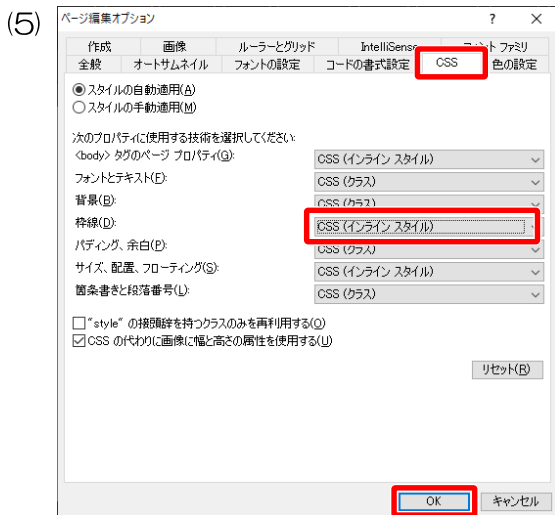 (5)
ページ編集オプション ? ×
作成 画像 ルーラーとグリッド IntelliSense フォント ファミリ
全般 オートサムネイル フォントの設定 コードの書式設定 CSS 色の設定
スタイルの自動適用(A)
スタイルの手動適用(M)
次のプロパティに使用する技術を選択してください:
<body> タグのページ プロパティ(G): CSS (インライン スタイル)
フォントとテキスト(F): CSS (クラス)
背景(B): CSS (クラス)
枠線(D): CSS (インライン スタイル)
パディング、余白(P): CSS (クラス)
サイズ、配置、フローティング(S): CSS (インライン スタイル)
箇条書きと段落番号(L): CSS (クラス)
"style" の接頭辞を持つクラスのみを再利用する(O)
CSS の代わりに画像に幅と高さの属性を使用する(U)
リセット(R)
OK キャンセル